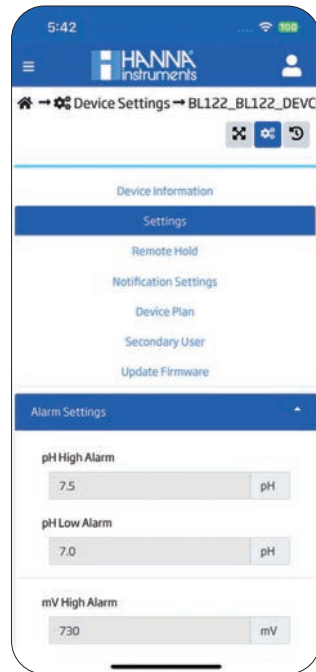 5:42
100
HANNA
instruments
Device Settings → BL122_BL122_DEVC
Device Information
Settings
Remote Hold
Notification Settings
Device Plan
Secondary User
Update Firmware
Alarm Settings
pH High Alarm
7.5 pH
pH Low Alarm
7.0 pH
mV High Alarm
730 mV